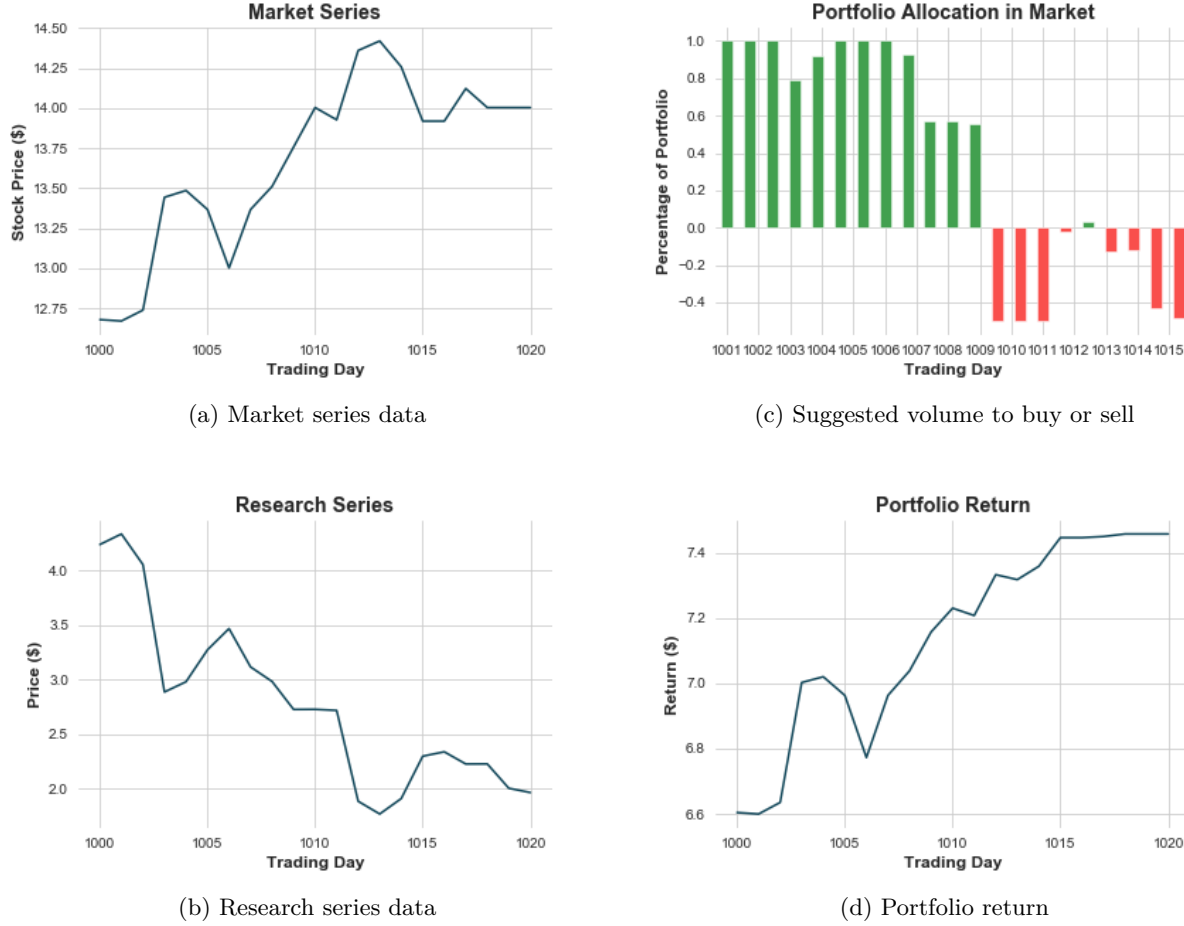 Market Series
Stock Price ($)
14.50
14.25
14.00
13.75
13.50
13.25
13.00
12.75
1000 1005 1010 1015 1020
Trading Day
(a) Market series data
Portfolio Allocation in Market
Percentage of Portfolio
1.0
0.8
0.6
0.4
0.2
0.0
−0.2
−0.4
1001 1002 1003 1004 1005 1006 1007 1008 1009 1010 1011 1012 1013 1014 1015
Trading Day
(c) Suggested volume to buy or sell
Research Series
Price ($)
4.0
3.5
3.0
2.5
2.0
1000 1005 1010 1015 1020
Trading Day
(b) Research series data
Portfolio Return
Return ($)
7.4
7.2
7.0
6.8
6.6
1000 1005 1010 1015 1020
Trading Day
(d) Portfolio return